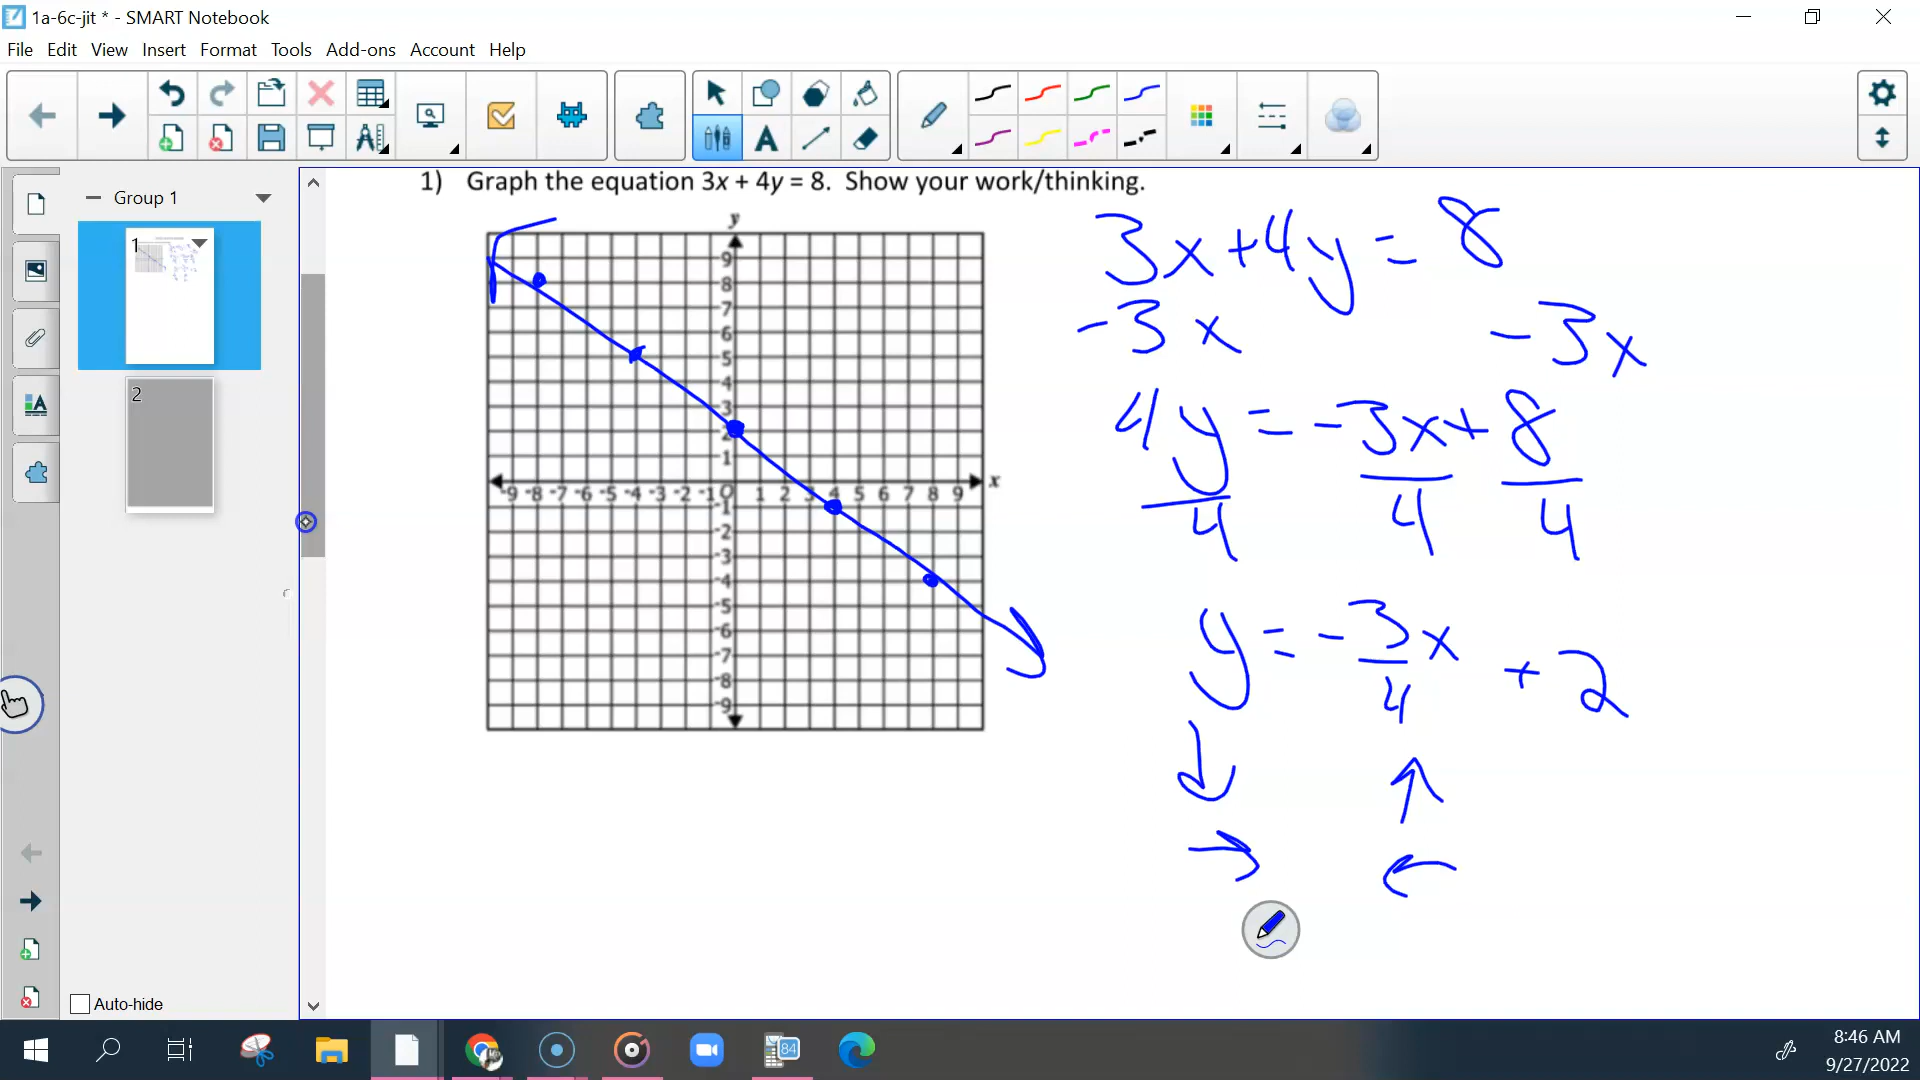 1a-6c-jit * - SMART Notebook
File Edit View Insert Format Tools Add-ons Account Help
Group 1
1
2
Auto-hide
1) Graph the equation 3x + 4y = 8. Show your work/thinking.
y
9
8
7
6
5
4
3
2
1
-9 -8 -7 -6 -5 -4 -3 -2 -1 O 1 2 3 4 5 6 7 8 9 x
-1
-2
-3
-4
-5
-6
-7
-8
-9
3x+4y = 8
-3x -3x
4y = -3x + 8
4 4 4
y = -3x + 2
4
84
8:46 AM
9/27/2022